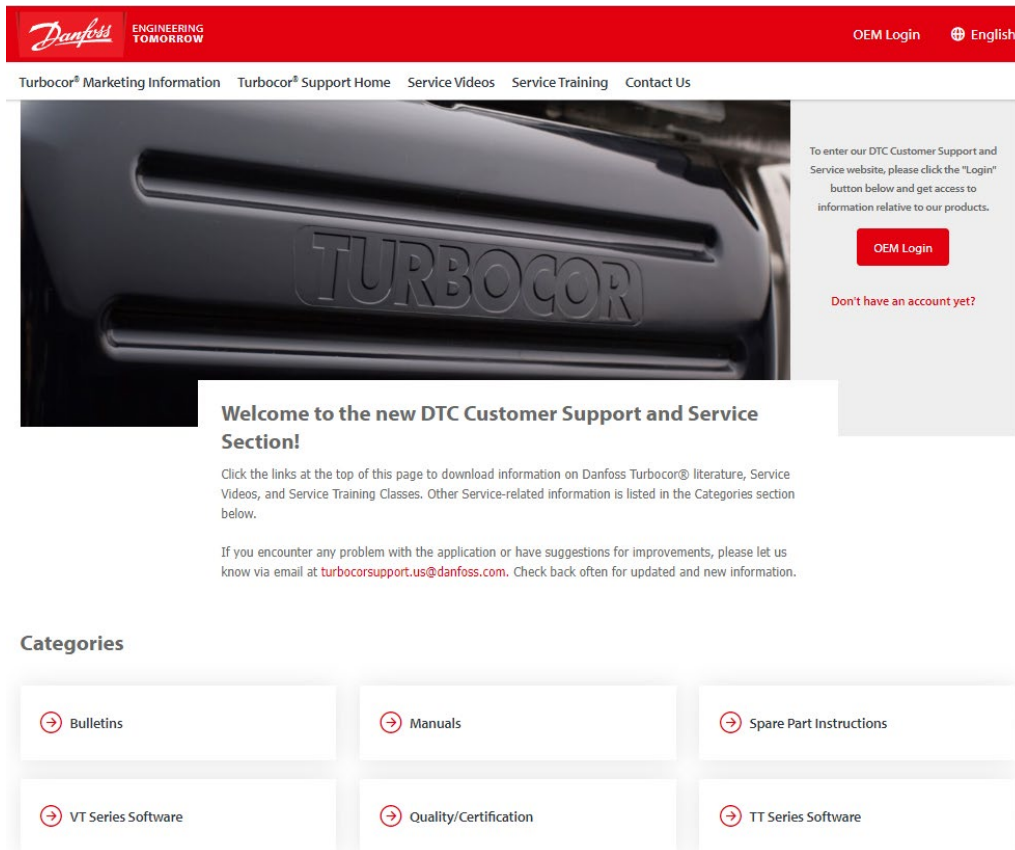 Danfoss
ENGINEERING
TOMORROW
OEM Login
English
Turbocor® Marketing Information
Turbocor® Support Home
Service Videos
Service Training
Contact Us
TURBOCOR
To enter our DTC Customer Support and
Service website, please click the "Login"
button below and get access to
information relative to our products.
OEM Login
Don't have an account yet?
Welcome to the new DTC Customer Support and Service
Section!
Click the links at the top of this page to download information on Danfoss Turbocor® literature, Service
Videos, and Service Training Classes. Other Service-related information is listed in the Categories section
below.
If you encounter any problem with the application or have suggestions for improvements, please let us
know via email at turbocorsupport.us@danfoss.com. Check back often for updated and new information.
Categories
Bulletins
Manuals
Spare Part Instructions
VT Series Software
Quality/Certification
TT Series Software